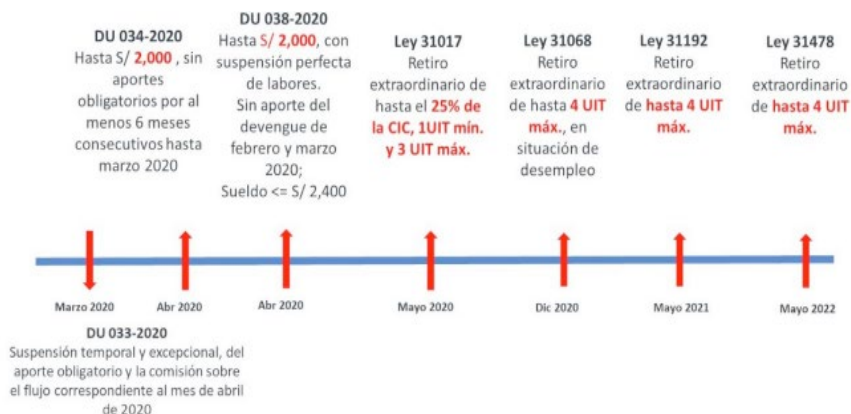 DU 034-2020
Hasta S/ 2,000 , sin
aportes
obligatorios por al
menos 6 meses
consecutivos hasta
marzo 2020
DU 038-2020
Hasta S/ 2,000, con
suspensión perfecta
de labores.
Sin aporte del
devengue de
febrero y marzo
2020;
Sueldo <= S/ 2,400
Ley 31017
Retiro
extraordinario de
hasta el 25% de
la CIC, 1UIT mín.
y 3 UIT máx.
Ley 31068
Retiro
extraordinario
de hasta 4 UIT
máx., en
situación de
desempleo
Ley 31192
Retiro
extraordinario
de hasta 4 UIT
máx.
Ley 31478
Retiro
extraordinario
de hasta 4 UIT
máx.
Marzo 2020
Abr 2020
Abr 2020
Mayo 2020
Dic 2020
Mayo 2021
Mayo 2022
DU 033-2020
Suspensión temporal y excepcional, del
aporte obligatorio y la comisión sobre
el flujo correspondiente al mes de abril
de 2020